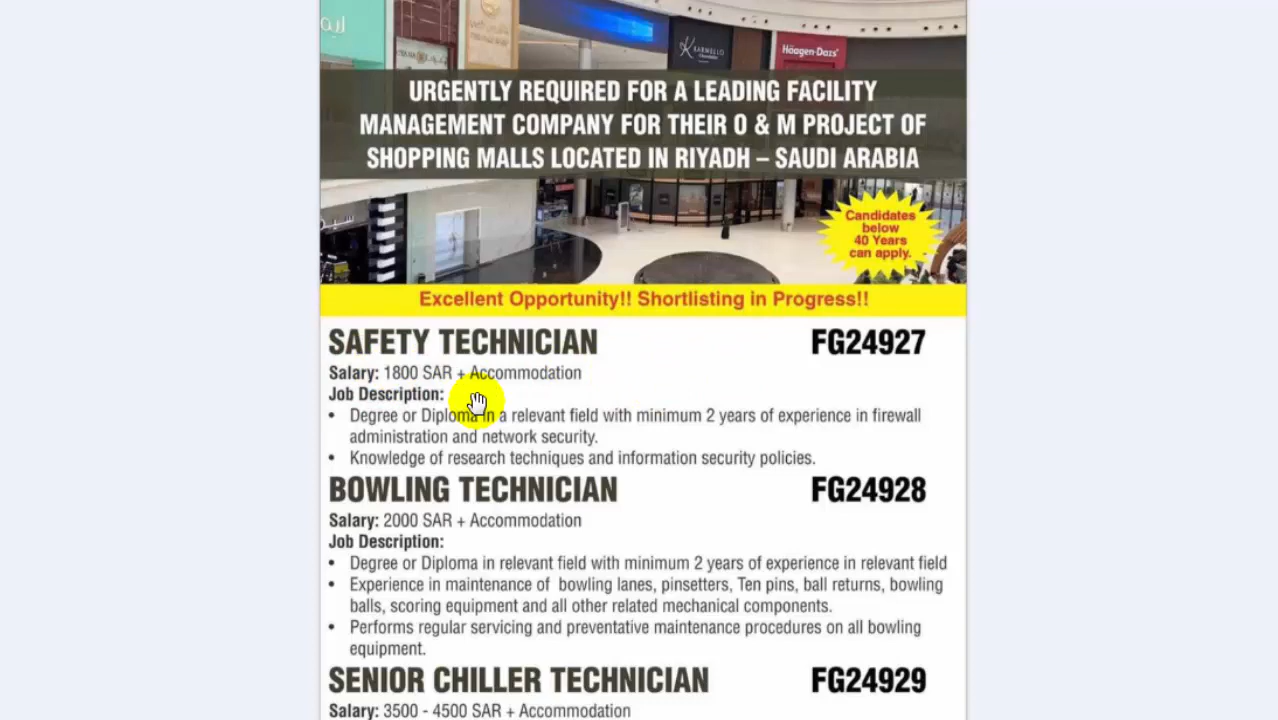 KARMELLO
Häagen-Dazs
URGENTLY REQUIRED FOR A LEADING FACILITY
MANAGEMENT COMPANY FOR THEIR O & M PROJECT OF
SHOPPING MALLS LOCATED IN RIYADH – SAUDI ARABIA
Candidates
below
40 Years
can apply.
Excellent Opportunity!! Shortlisting in Progress!!
SAFETY TECHNICIAN FG24927
Salary: 1800 SAR + Accommodation
Job Description:
• Degree or Diploma in a relevant field with minimum 2 years of experience in firewall
administration and network security.
• Knowledge of research techniques and information security policies.
BOWLING TECHNICIAN FG24928
Salary: 2000 SAR + Accommodation
Job Description:
• Degree or Diploma in relevant field with minimum 2 years of experience in relevant field
• Experience in maintenance of bowling lanes, pinsetters, Ten pins, ball returns, bowling
balls, scoring equipment and all other related mechanical components.
• Performs regular servicing and preventative maintenance procedures on all bowling
equipment.
SENIOR CHILLER TECHNICIAN FG24929
Salary: 3500 - 4500 SAR + Accommodation